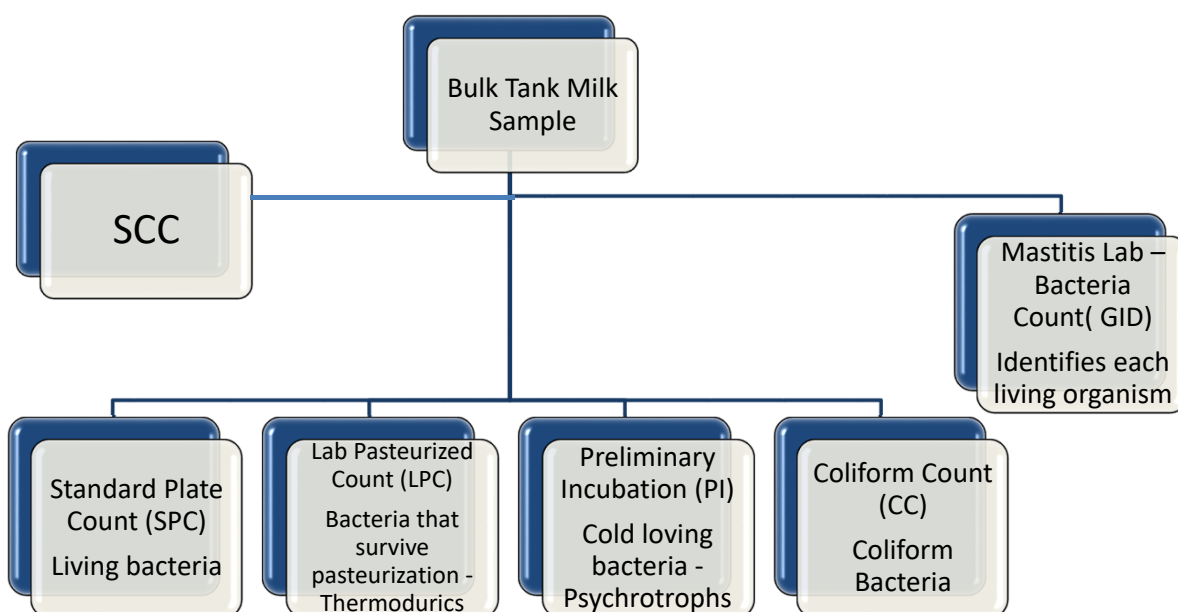 Bulk Tank Milk
Sample
SCC
Mastitis Lab –
Bacteria
Count( GID)
Identifies each
living organism
Standard Plate
Count (SPC)
Living bacteria
Lab Pasteurized
Count (LPC)
Bacteria that
survive
pasteurization -
Thermodurics
Preliminary
Incubation (PI)
Cold loving
bacteria -
Psychrotrophs
Coliform Count
(CC)
Coliform
Bacteria